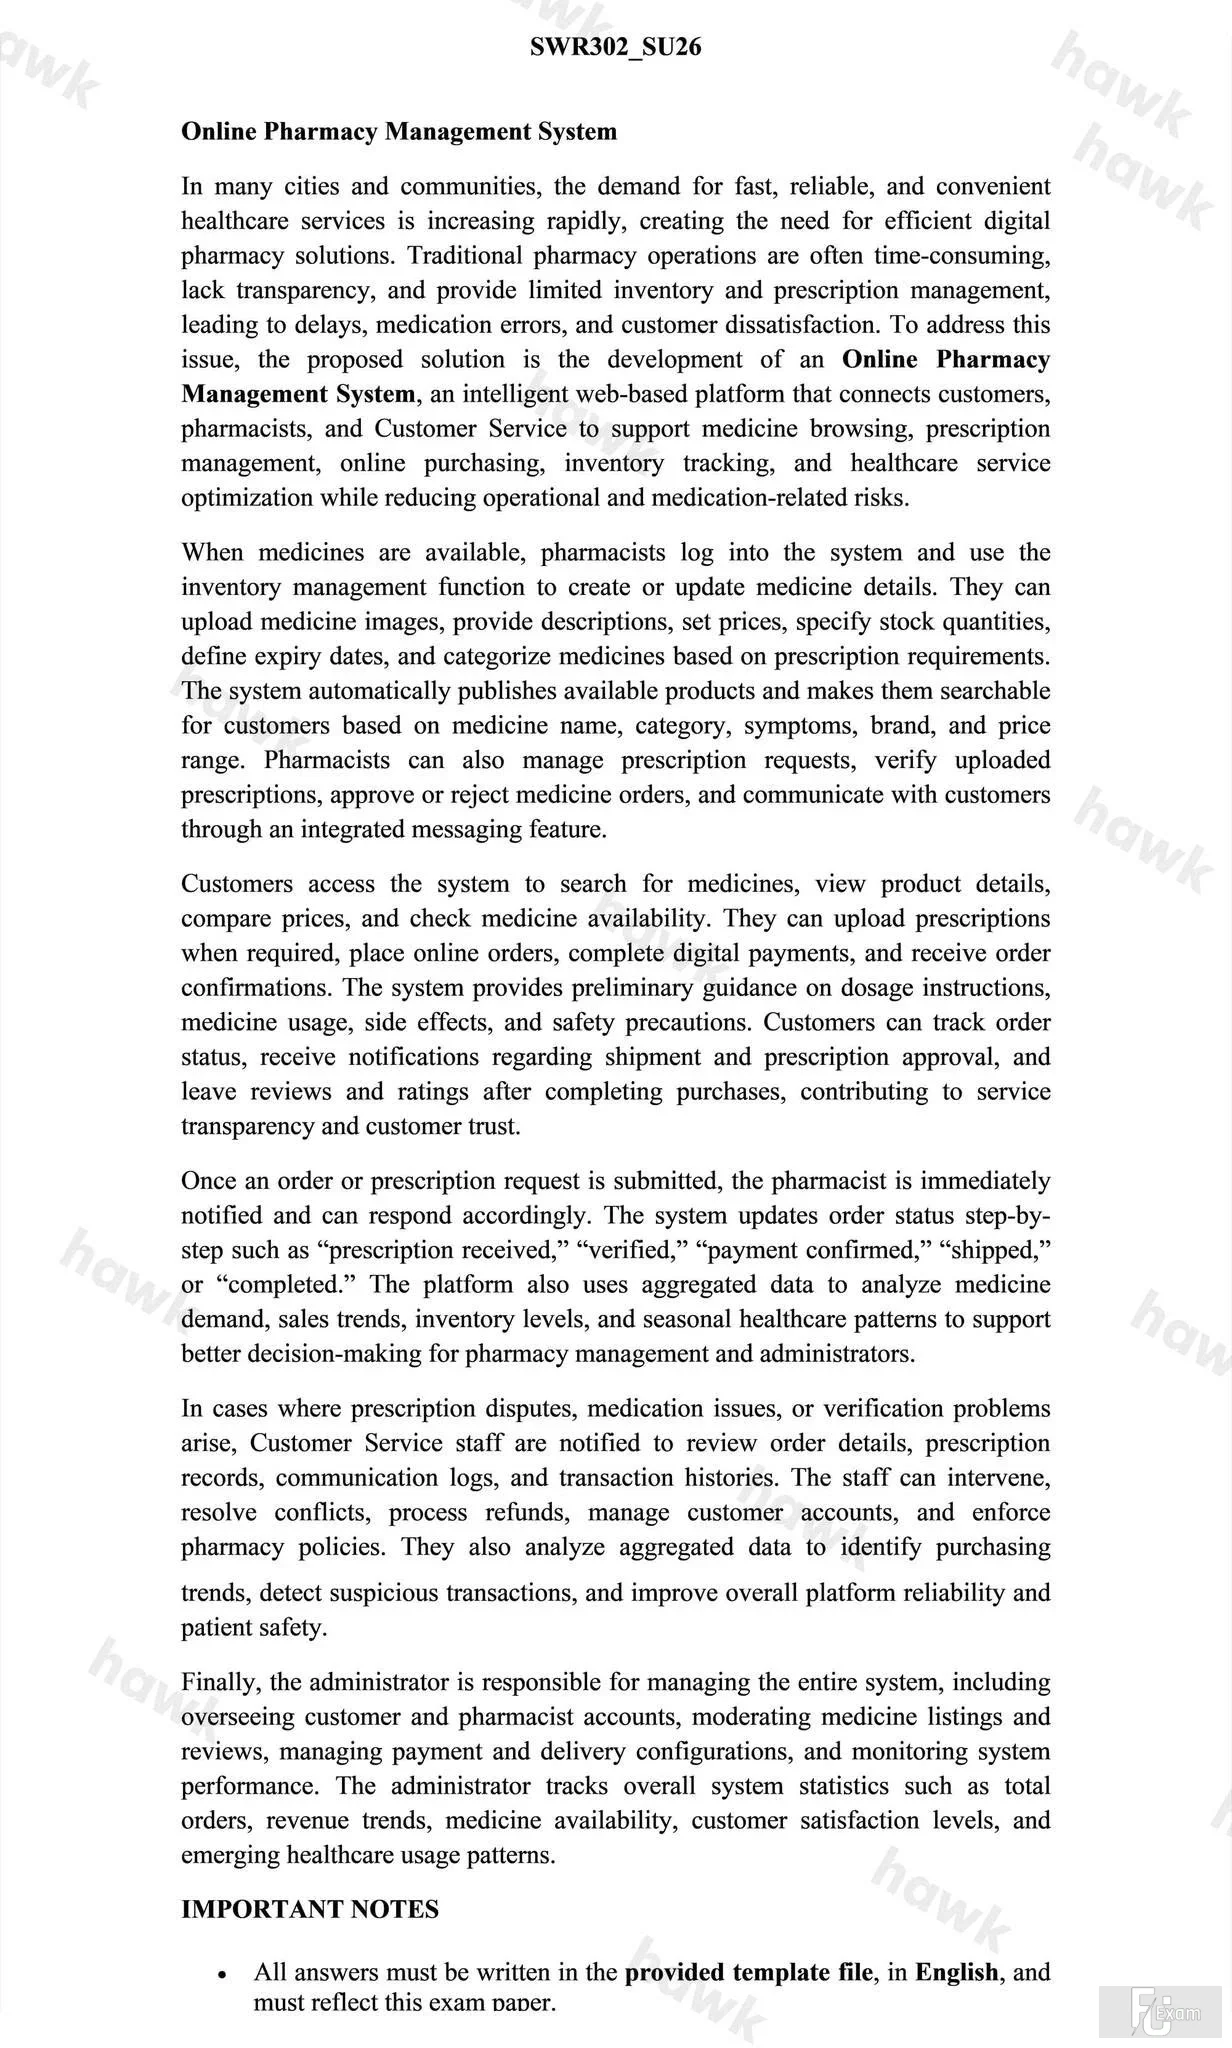 SWR302_SU26
Online Pharmacy Management System
In many cities and communities, the demand for fast, reliable, and convenient
healthcare services is increasing rapidly, creating the need for efficient digital
pharmacy solutions. Traditional pharmacy operations are often time-consuming,
lack transparency, and provide limited inventory and prescription management,
leading to delays, medication errors, and customer dissatisfaction. To address this
issue, the proposed solution is the development of an Online Pharmacy
Management System, an intelligent web-based platform that connects customers,
pharmacists, and Customer Service to support medicine browsing, prescription
management, online purchasing, inventory tracking, and healthcare service
optimization while reducing operational and medication-related risks.
When medicines are available, pharmacists log into the system and use the
inventory management function to create or update medicine details. They can
upload medicine images, provide descriptions, set prices, specify stock quantities,
define expiry dates, and categorize medicines based on prescription requirements.
The system automatically publishes available products and makes them searchable
for customers based on medicine name, category, symptoms, brand, and price
range. Pharmacists can also manage prescription requests, verify uploaded
prescriptions, approve or reject medicine orders, and communicate with customers
through an integrated messaging feature.
Customers access the system to search for medicines, view product details,
compare prices, and check medicine availability. They can upload prescriptions
when required, place online orders, complete digital payments, and receive order
confirmations. The system provides preliminary guidance on dosage instructions,
medicine usage, side effects, and safety precautions. Customers can track order
status, receive notifications regarding shipment and prescription approval, and
leave reviews and ratings after completing purchases, contributing to service
transparency and customer trust.
Once an order or prescription request is submitted, the pharmacist is immediately
notified and can respond accordingly. The system updates order status step-by-
step such as “prescription received,” “verified,” “payment confirmed,” “shipped,”
or “completed.” The platform also uses aggregated data to analyze medicine
demand, sales trends, inventory levels, and seasonal healthcare patterns to support
better decision-making for pharmacy management and administrators.
In cases where prescription disputes, medication issues, or verification problems
arise, Customer Service staff are notified to review order details, prescription
records, communication logs, and transaction histories. The staff can intervene,
resolve conflicts, process refunds, manage customer accounts, and enforce
pharmacy policies. They also analyze aggregated data to identify purchasing
trends, detect suspicious transactions, and improve overall platform reliability and
patient safety.
Finally, the administrator is responsible for managing the entire system, including
overseeing customer and pharmacist accounts, moderating medicine listings and
reviews, managing payment and delivery configurations, and monitoring system
performance. The administrator tracks overall system statistics such as total
orders, revenue trends, medicine availability, customer satisfaction levels, and
emerging healthcare usage patterns.
IMPORTANT NOTES
• All answers must be written in the provided template file, in English, and
must reflect this exam paper.
hawk
hawk
hawk
hawk
hawk
hawk
hawk
hawk
hawk
hawk
hawk
hawk
Exam